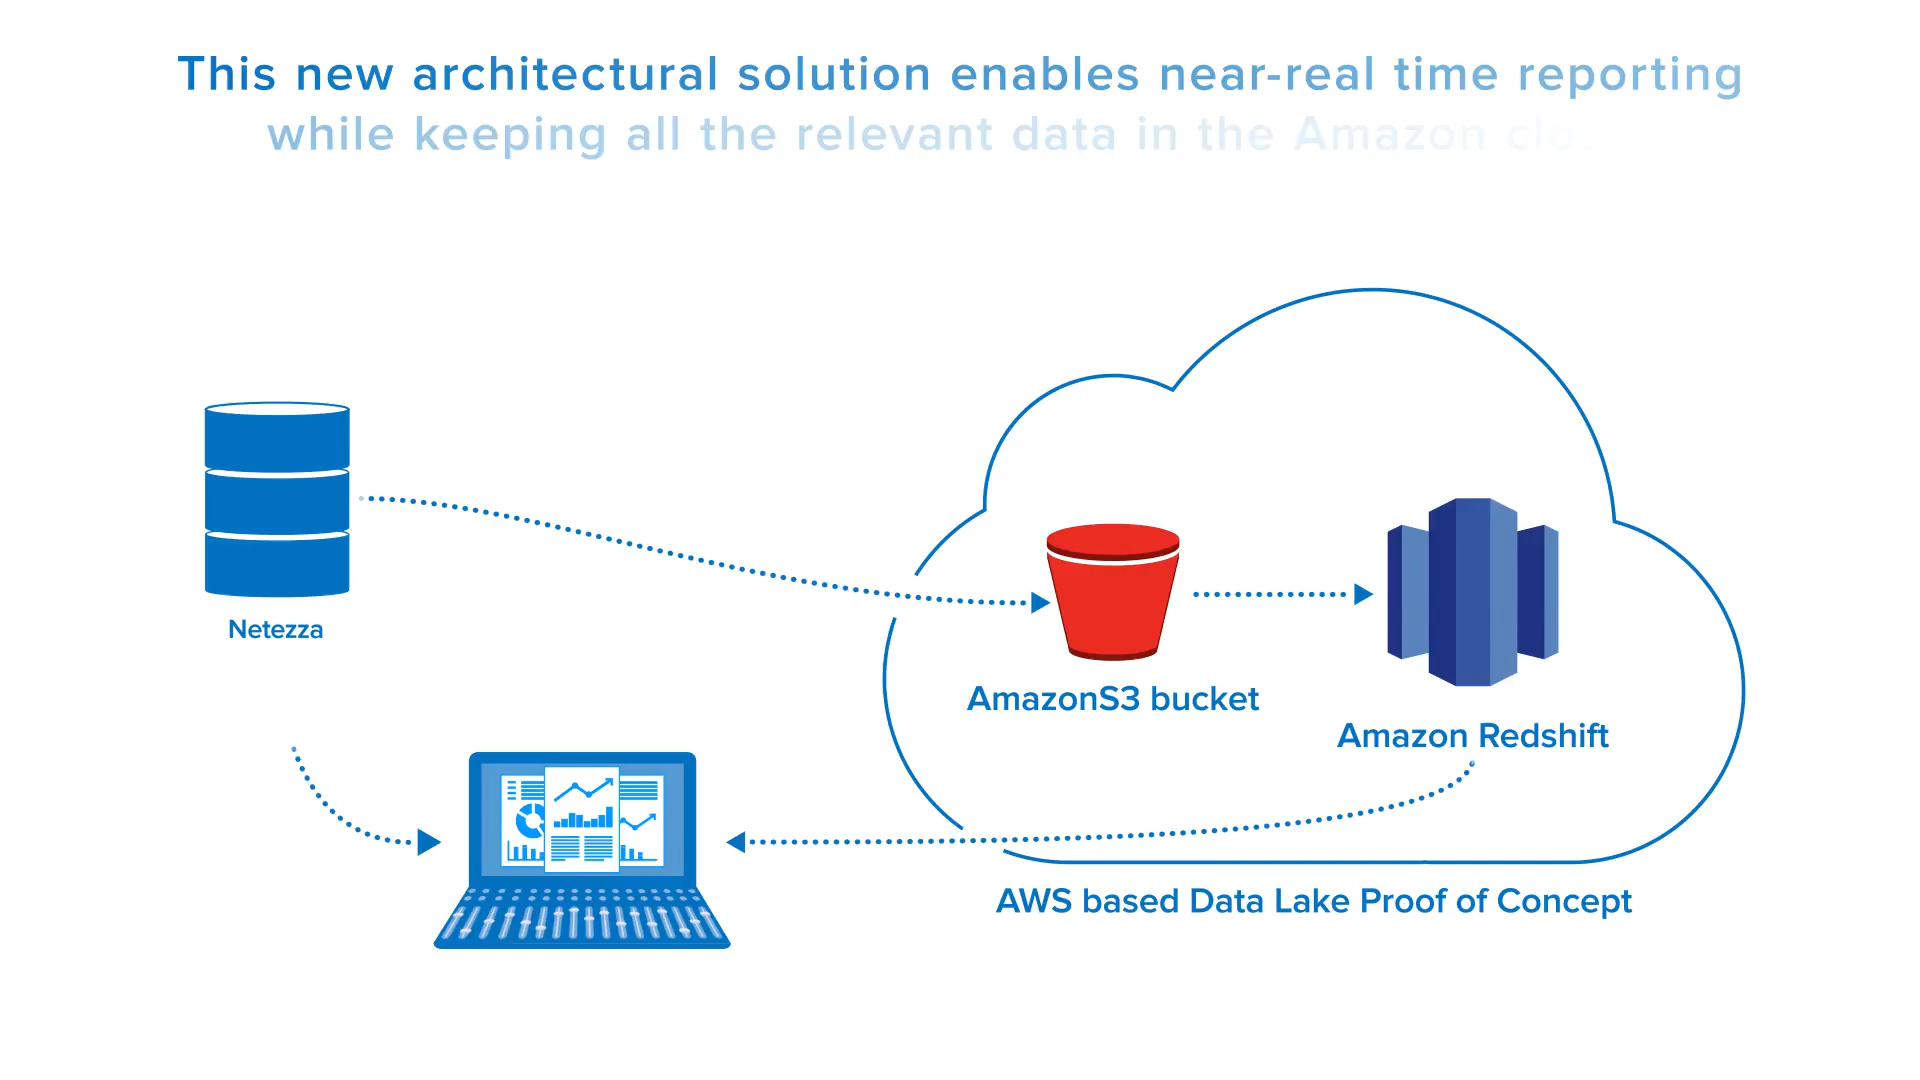 This new architectural solution enables near-real time reporting
while keeping all the relevant data in the Amazon cloud
Netezza
AmazonS3 bucket
Amazon Redshift
AWS based Data Lake Proof of Concept